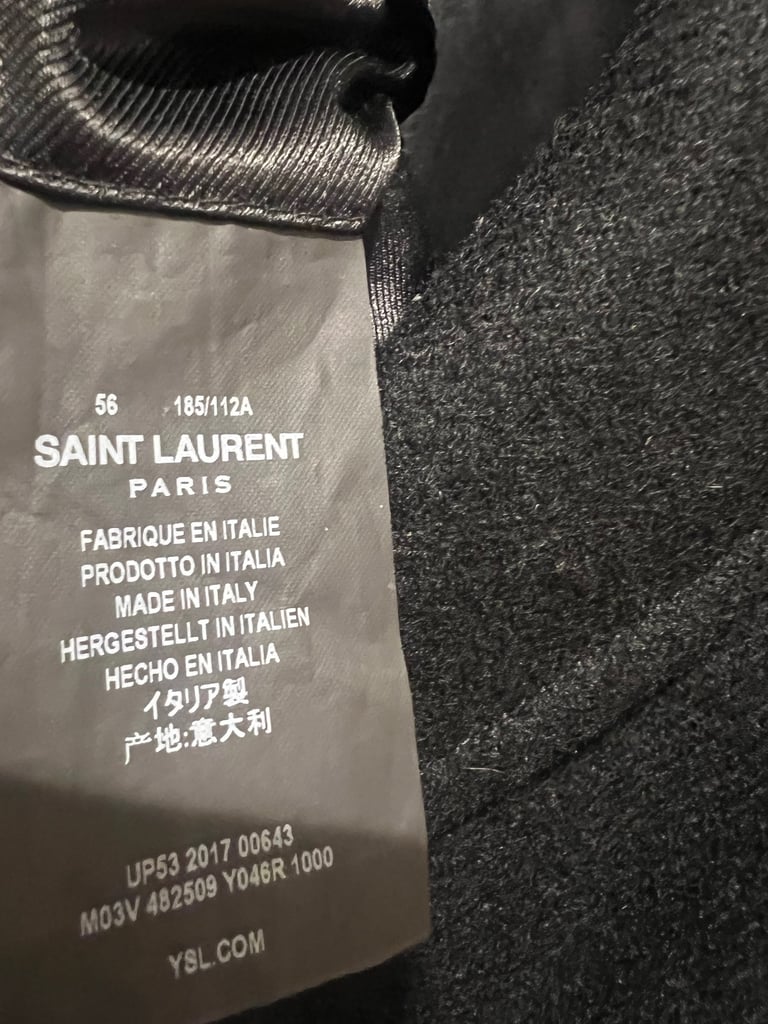 56 185/112A
SAINT LAURENT
PARIS
FABRIQUE EN ITALIE
PRODOTTO IN ITALIA
MADE IN ITALY
HERGESTELLT IN ITALIEN
HECHO EN ITALIA
イタリア製
产地:意大利
UP53 2017 00643
M03V 482509 Y046R 1000
YSL.COM